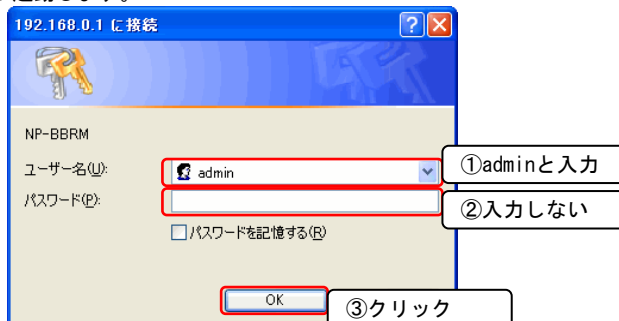 192.168.0.1 に接続
NP-BBRM
ユーザー名(U):
admin
①adminと入力
パスワード(P):
②入力しない
パスワードを記憶する(R)
OK
③クリック